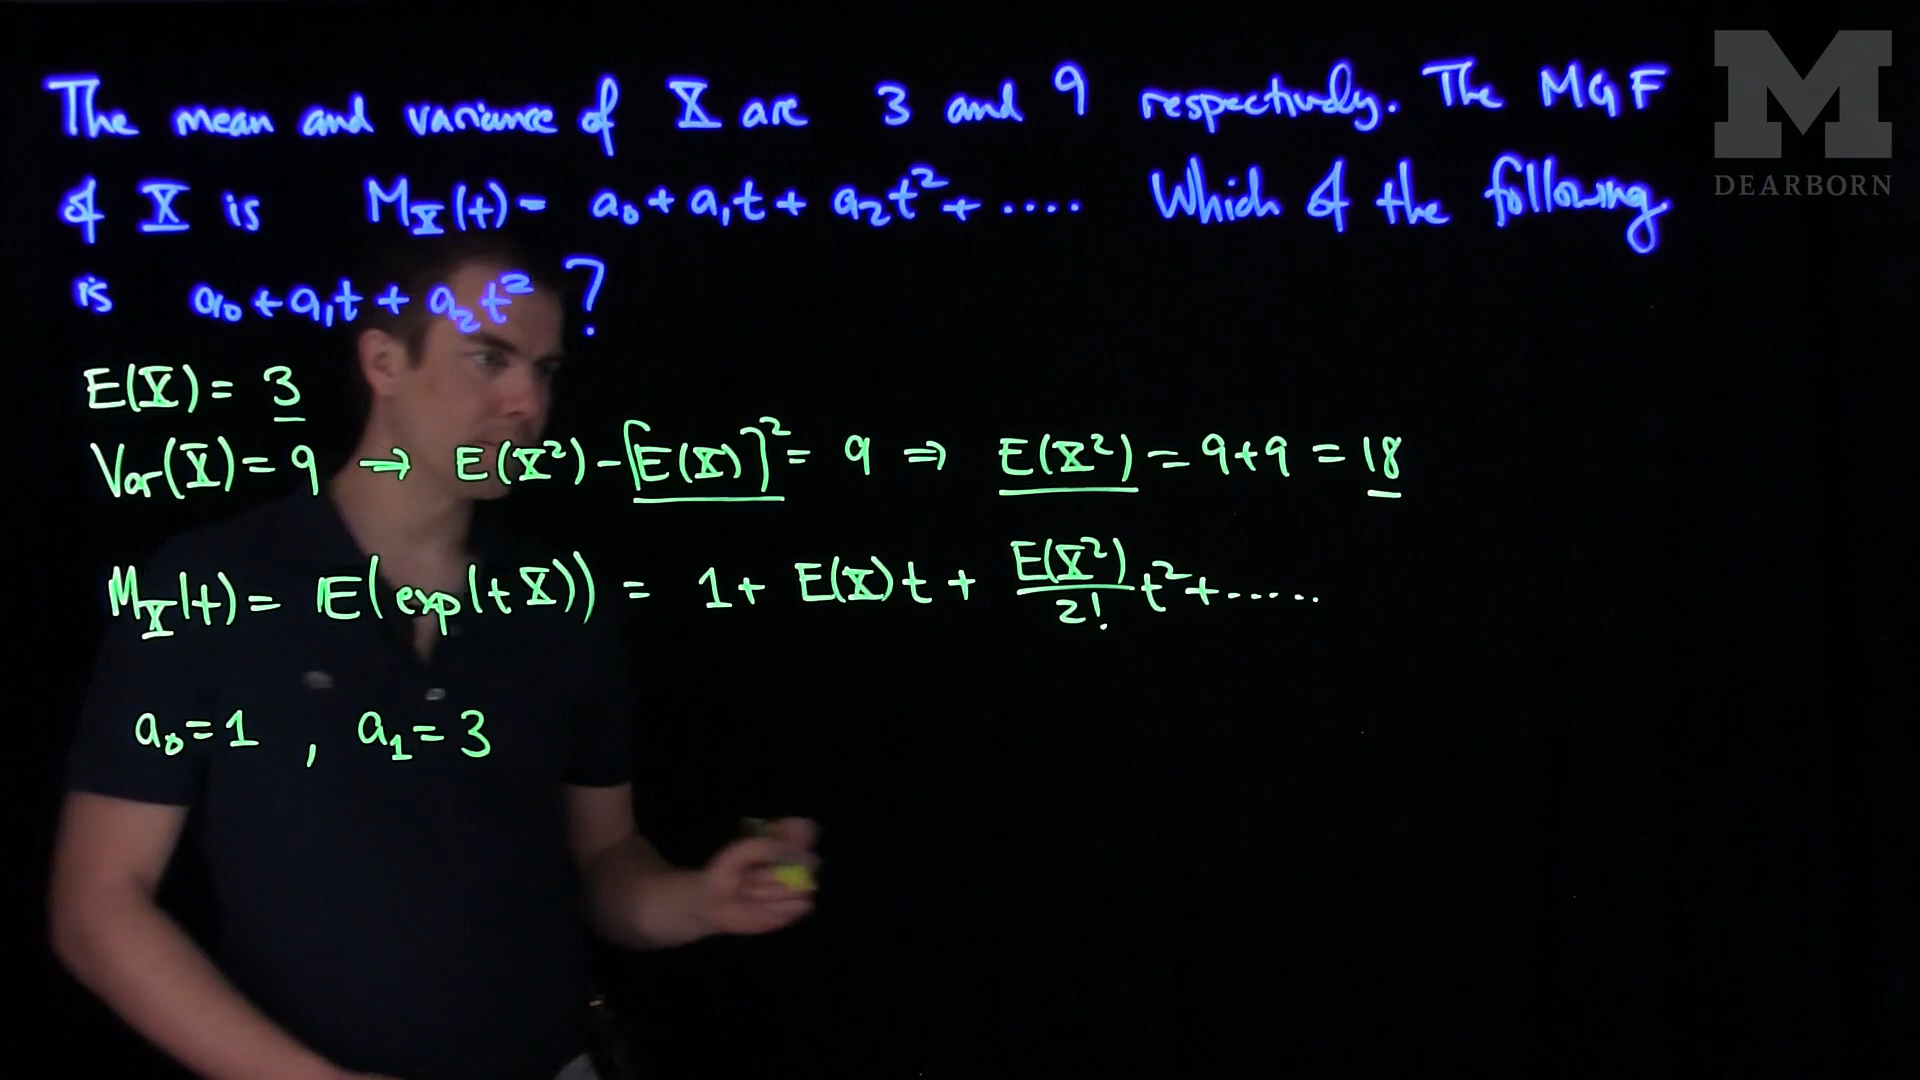 The mean and variance of X are 3 and 9 respectively. The MGF
of X is M_X(t) = a₀ + a₁t + a₂t² + .... Which of the following
is a₀ + a₁t + a₂t² ?
E(X) = 3
Var(X) = 9 → E(X²) - [E(X)]² = 9 ⇒ E(X²) = 9+9 = 18
M_X(t) = E(exp(tX)) = 1 + E(X)t + E(X²)/2! t² + .....
a₀ = 1 , a₁ = 3
M
DEARBORN